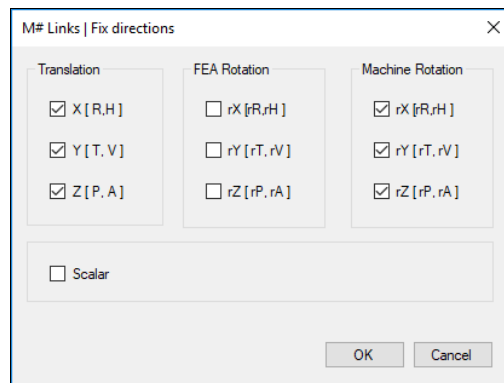 M# Links | Fix directions
Translation
X [ R,H ]
Y [ T, V ]
Z [ P, A ]
FEA Rotation
rX [rR,rH ]
rY [ rT, rV ]
rZ [ rP, rA ]
Machine Rotation
rX [rR,rH ]
rY [ rT, rV ]
rZ [ rP, rA ]
Scalar
OK
Cancel